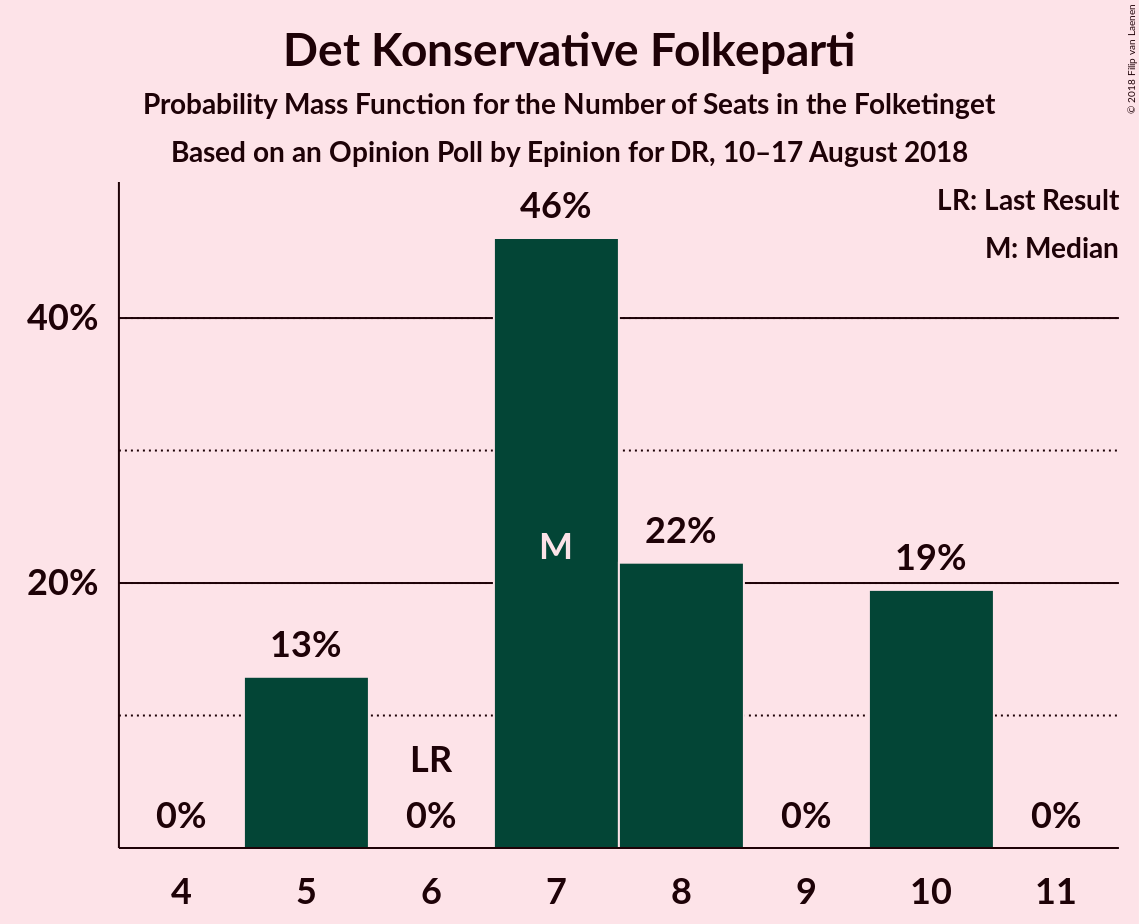 Det Konservative Folkeparti
Probability Mass Function for the Number of Seats in the Folketinget
Based on an Opinion Poll by Epinion for DR, 10–17 August 2018
© 2018 Filip van Laenen
LR: Last Result
M: Median
46%
40%
M
22%
19%
20%
13%
LR
0%
0%
0%
0%
4
5
6
7
8
9
10
11